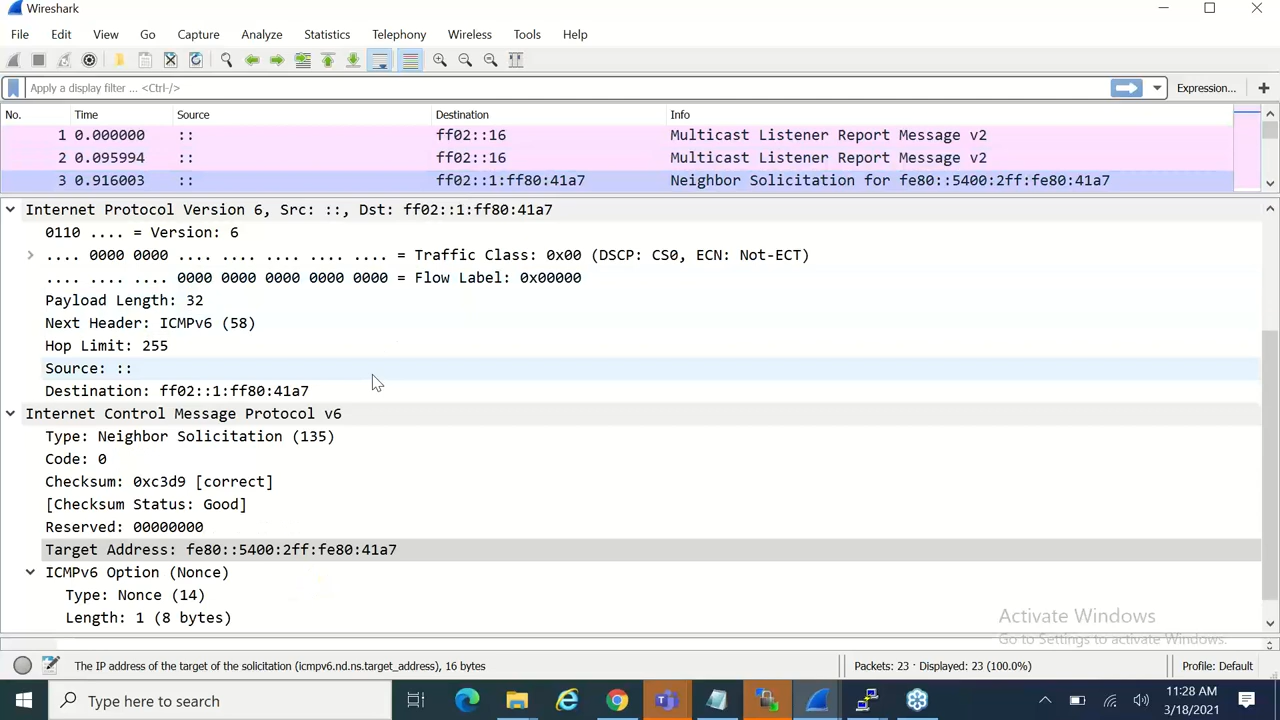 Wireshark
File Edit View Go Capture Analyze Statistics Telephony Wireless Tools Help
Apply a display filter ... <Ctrl-/> Expression... +
No. Time Source Destination Info
1 0.000000 :: ff02::16 Multicast Listener Report Message v2
2 0.095994 :: ff02::16 Multicast Listener Report Message v2
3 0.916003 :: ff02::1:ff80:41a7 Neighbor Solicitation for fe80::5400:2ff:fe80:41a7
Internet Protocol Version 6, Src: ::, Dst: ff02::1:ff80:41a7
0110 .... = Version: 6
.... 0000 0000 .... .... .... .... .... = Traffic Class: 0x00 (DSCP: CS0, ECN: Not-ECT)
.... .... .... 0000 0000 0000 0000 0000 = Flow Label: 0x00000
Payload Length: 32
Next Header: ICMPv6 (58)
Hop Limit: 255
Source: ::
Destination: ff02::1:ff80:41a7
Internet Control Message Protocol v6
Type: Neighbor Solicitation (135)
Code: 0
Checksum: 0xc3d9 [correct]
[Checksum Status: Good]
Reserved: 00000000
Target Address: fe80::5400:2ff:fe80:41a7
ICMPv6 Option (Nonce)
Type: Nonce (14)
Length: 1 (8 bytes)
Activate Windows
Go to Settings to activate Windows.
The IP address of the target of the solicitation (icmpv6.nd.ns.target_address), 16 bytes Packets: 23 · Displayed: 23 (100.0%) Profile: Default
Type here to search
11:28 AM
3/18/2021